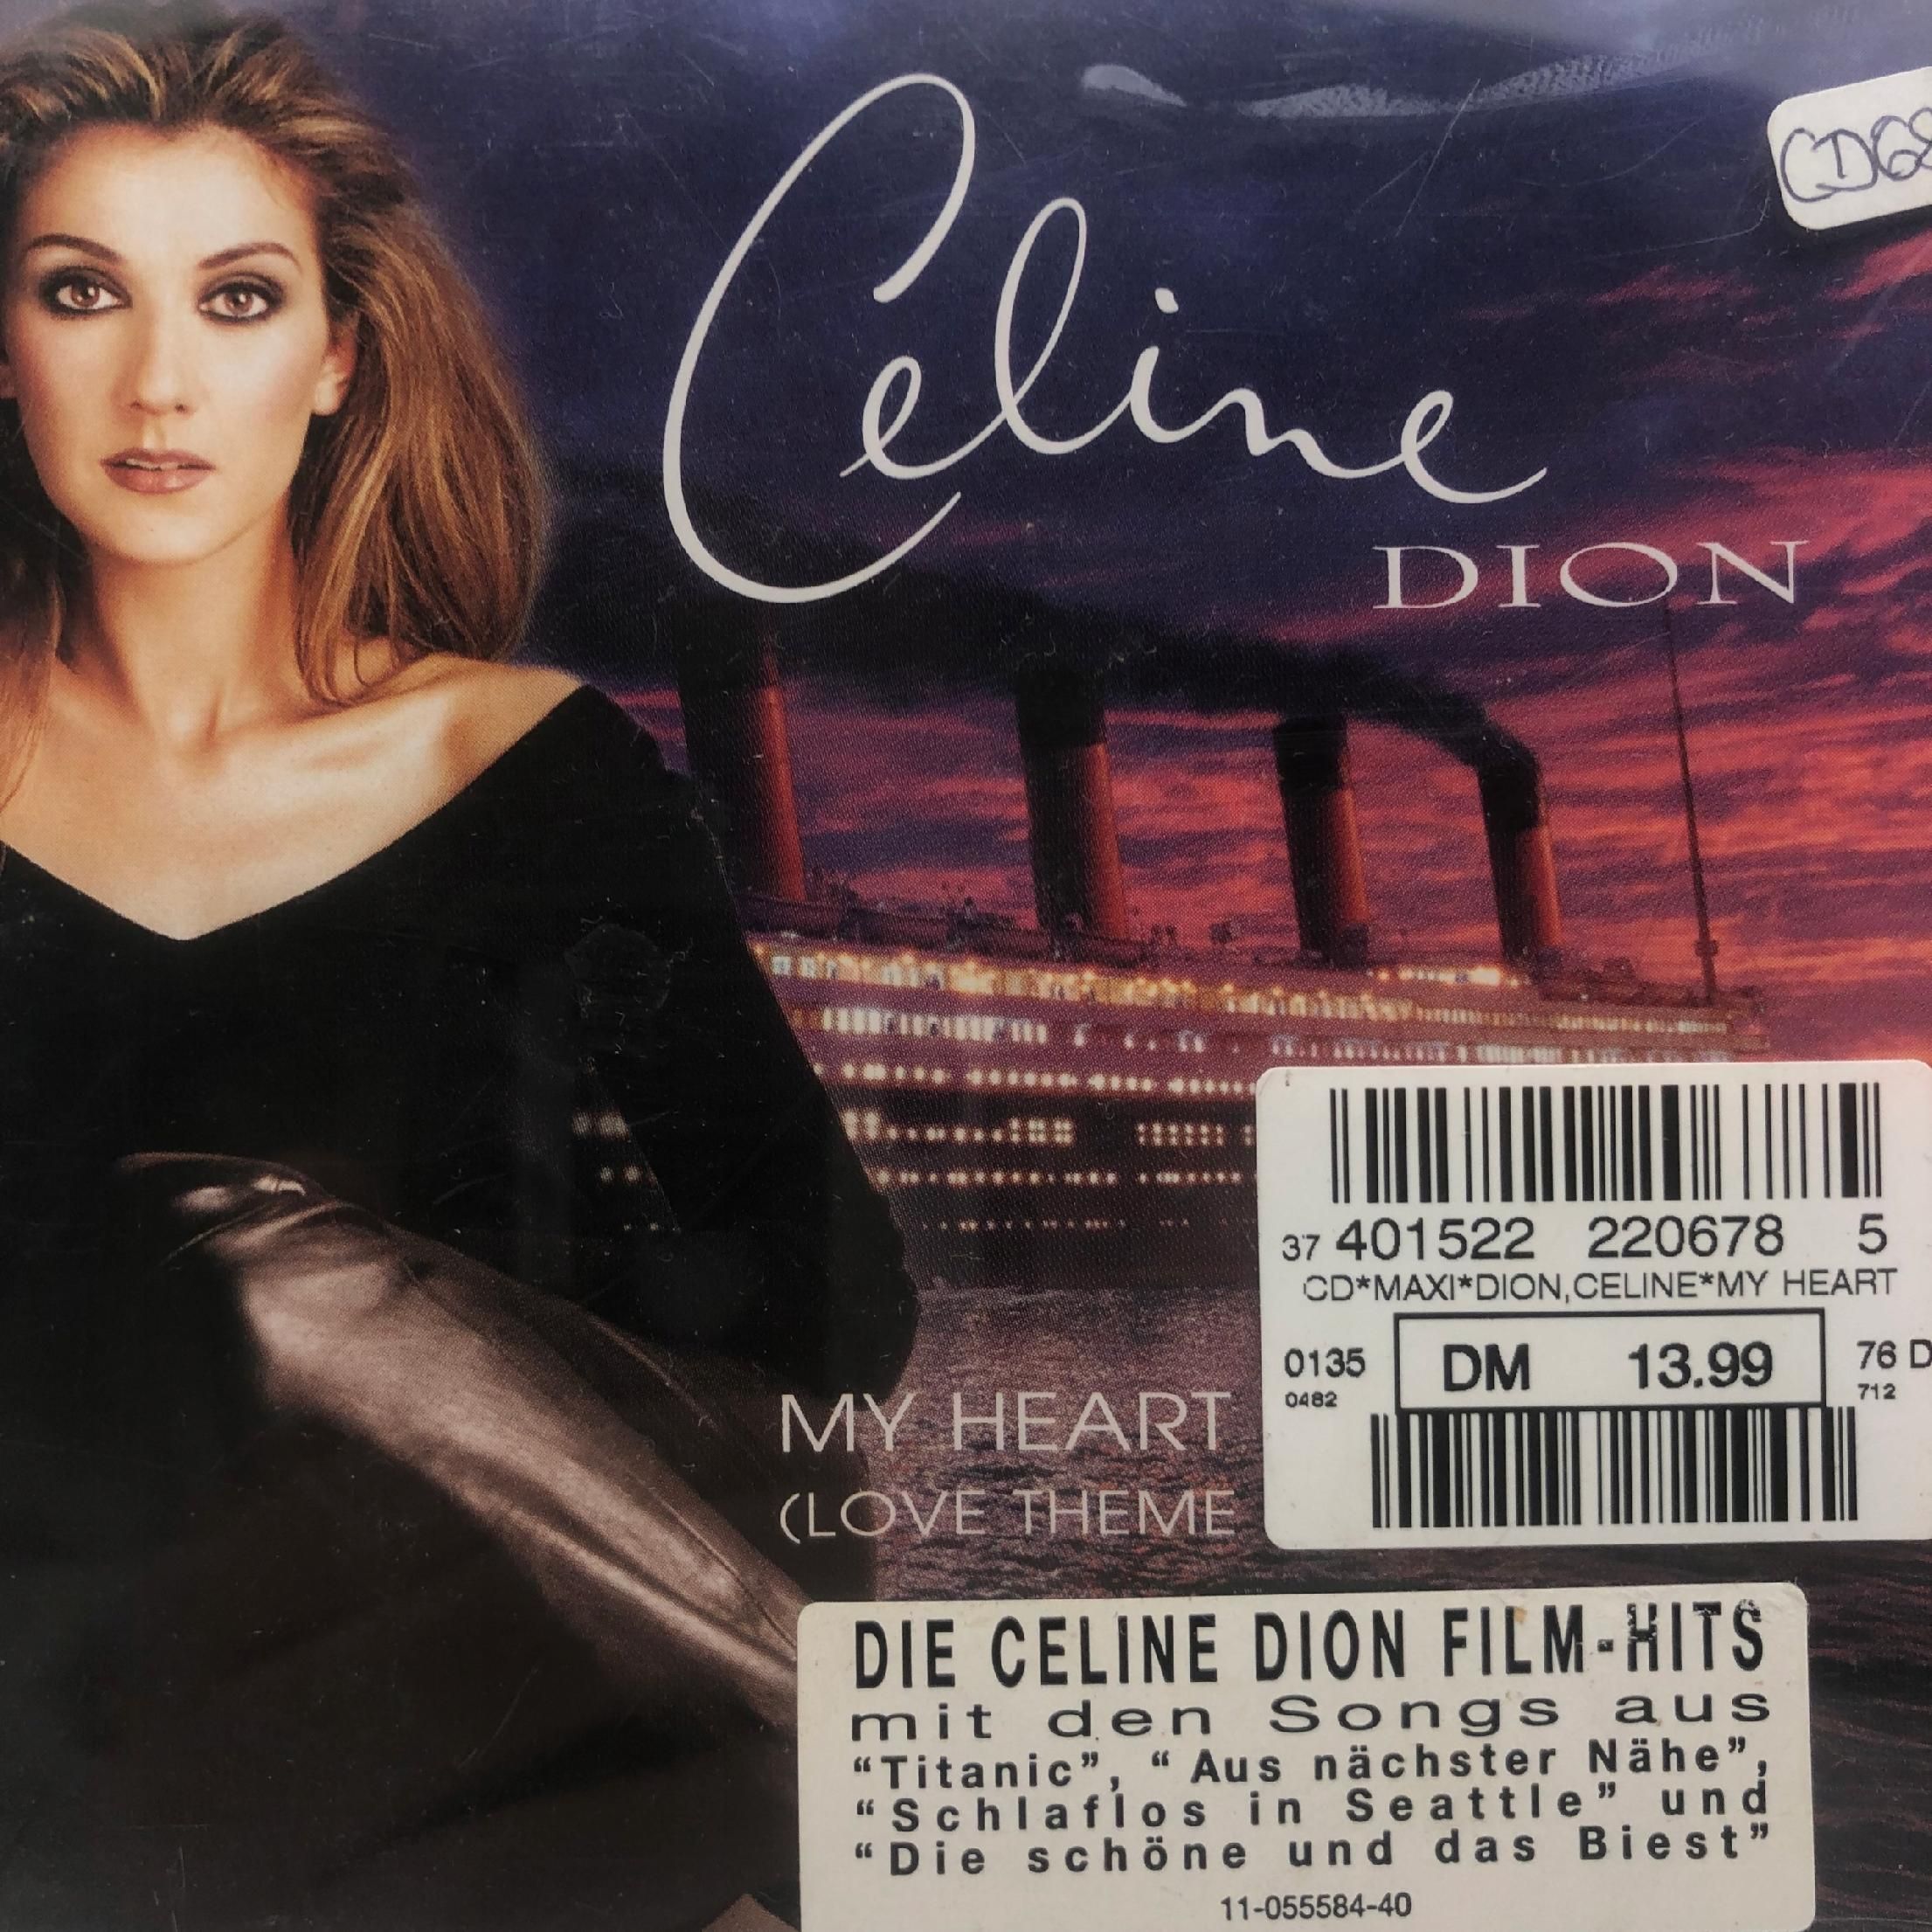 CD68
Celine
DION
37 401522 220678 5
CD*MAXI*DION,CELINE*MY HEART
0135 DM 13.99 76 D
0482 712
MY HEART
(LOVE THEME
DIE CELINE DION FILM-HITS
mit den Songs aus
“Titanic”, “ Aus nächster Nähe”,
“Schlaflos in Seattle” und
“Die schöne und das Biest”
11-055584-40